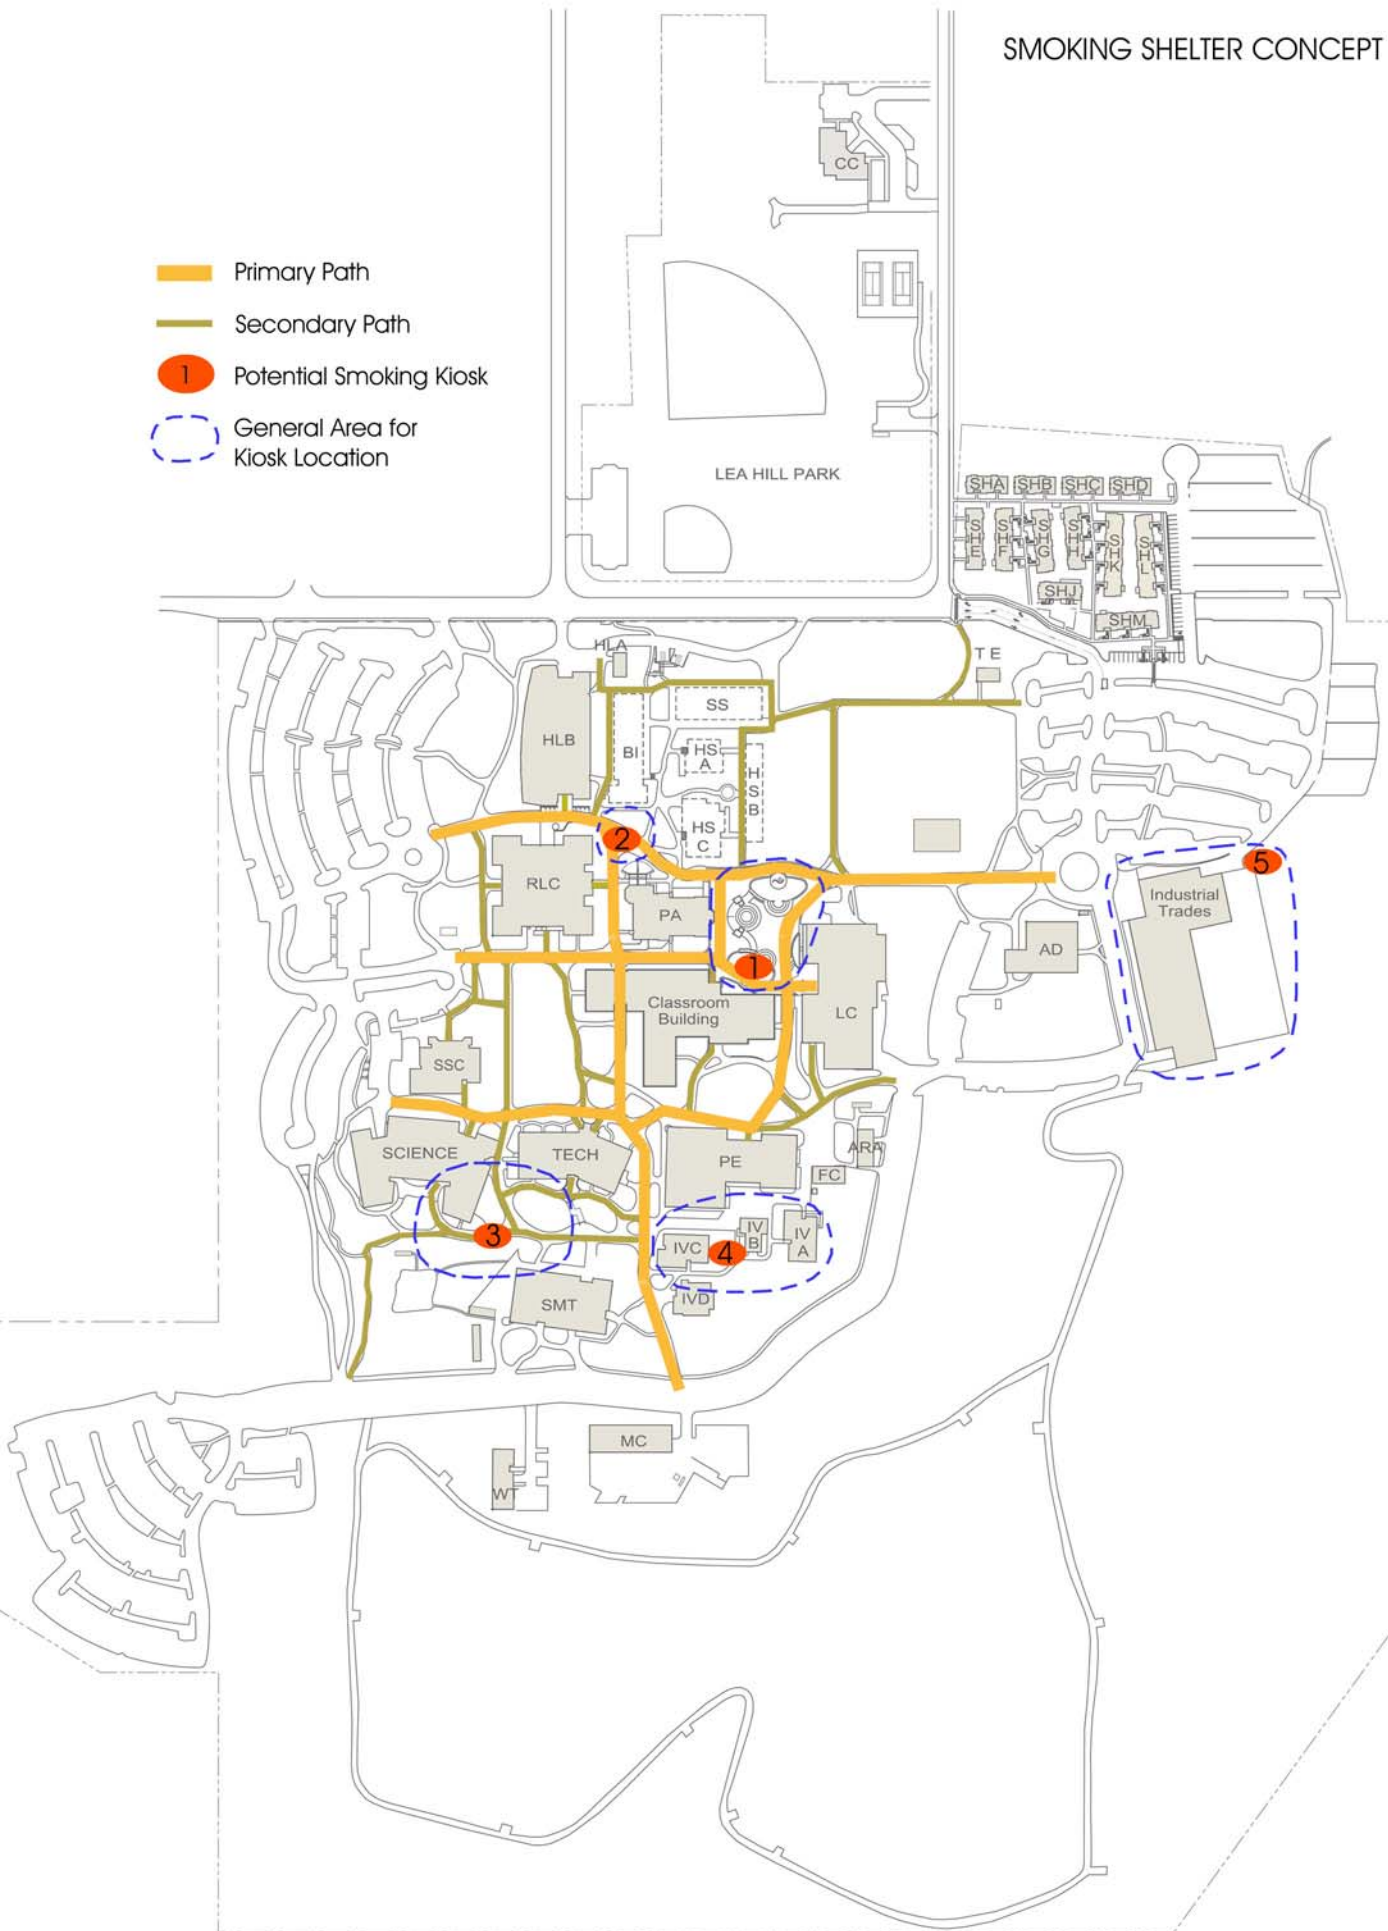 SMOKING SHELTER CONCEPT
CC
Primary Path
Secondary Path
1
Potential Smoking Kiosk
General Area for
Kiosk Location
LEA HILL PARK
SHA
SHB
SHC
SHD
SHE
SHF
SHG
SHH
SHK
SHL
SHJ
SHM
HLA
T E
SS
HLB
BI
HS
A
HSB
HS
C
2
5
RLC
PA
Industrial
Trades
AD
1
Classroom
Building
LC
SSC
SCIENCE
TECH
PE
ARA
FC
3
4
IVC
IV
B
IV
A
IVD
SMT
MC
WT